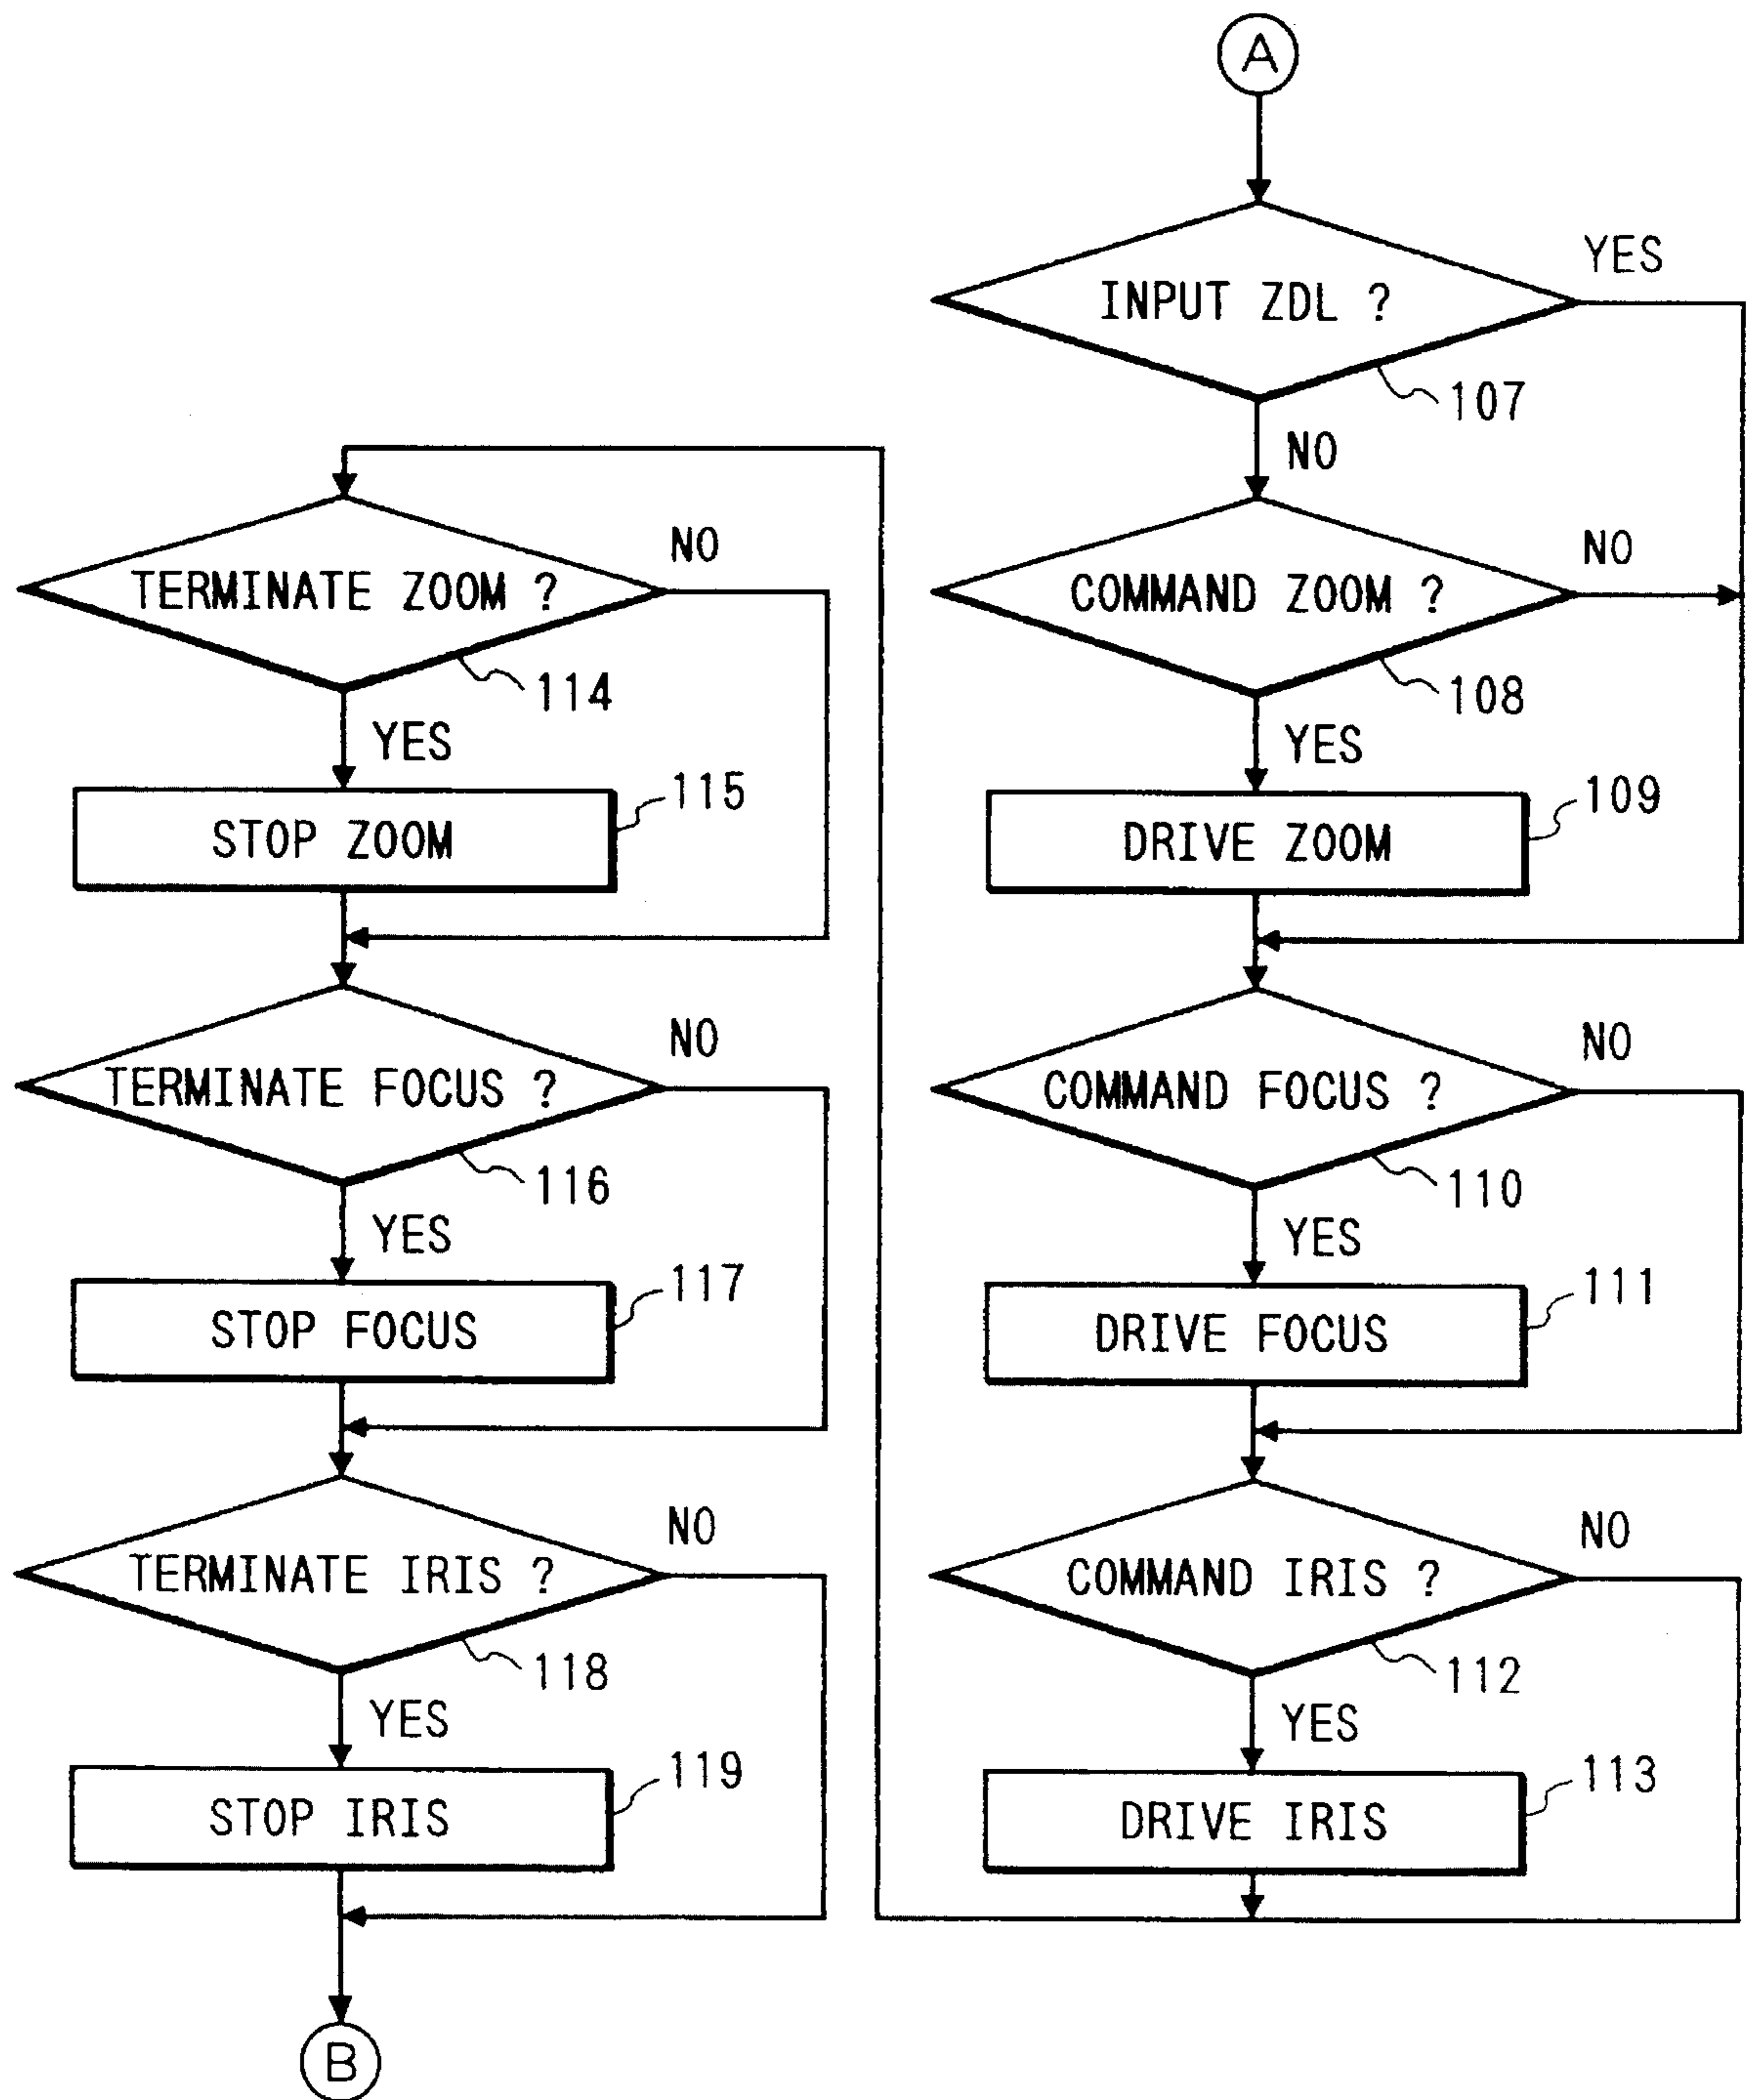 A
INPUT ZDL ?
YES
107
NO
COMMAND ZOOM ?
NO
108
YES
DRIVE ZOOM
109
COMMAND FOCUS ?
NO
110
YES
DRIVE FOCUS
111
COMMAND IRIS ?
NO
112
YES
DRIVE IRIS
113
TERMINATE ZOOM ?
NO
114
YES
STOP ZOOM
115
TERMINATE FOCUS ?
NO
116
YES
STOP FOCUS
117
TERMINATE IRIS ?
NO
118
YES
STOP IRIS
119
B